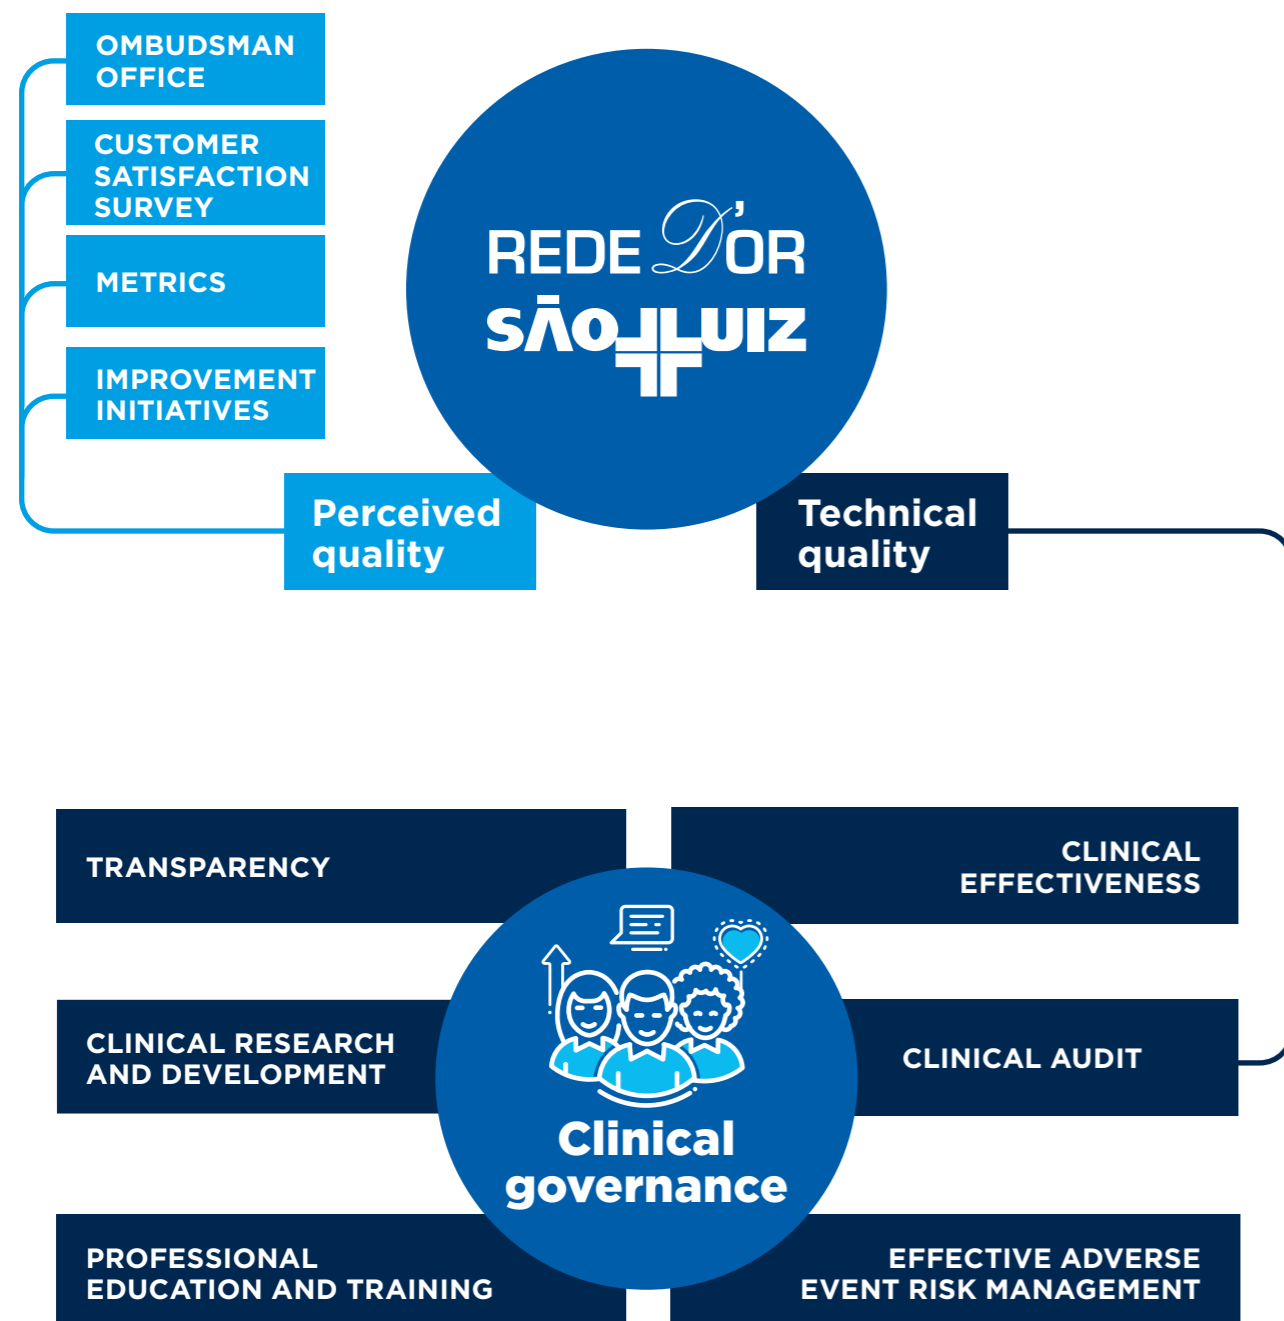 OMBUDSMAN
OFFICE
CUSTOMER
SATISFACTION
SURVEY
METRICS
IMPROVEMENT
INITIATIVES
REDE D'OR
SÃO LUIZ
Perceived
quality
Technical
quality
TRANSPARENCY
CLINICAL
EFFECTIVENESS
CLINICAL RESEARCH
AND DEVELOPMENT
CLINICAL AUDIT
Clinical
governance
PROFESSIONAL
EDUCATION AND TRAINING
EFFECTIVE ADVERSE
EVENT RISK MANAGEMENT